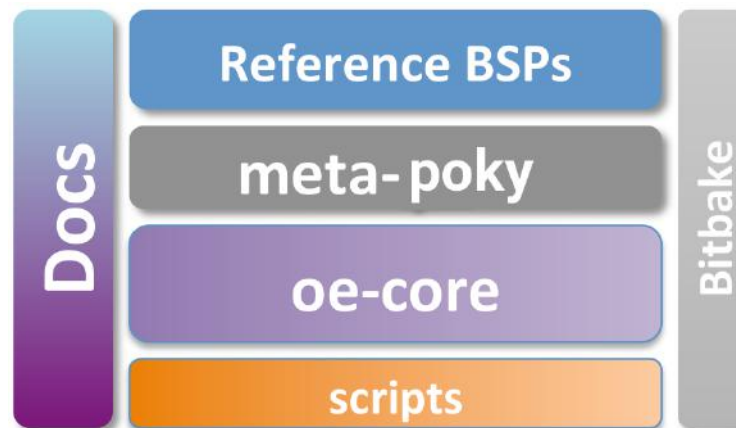 Docs
Reference BSPs
meta-poky
oe-core
scripts
Bitbake